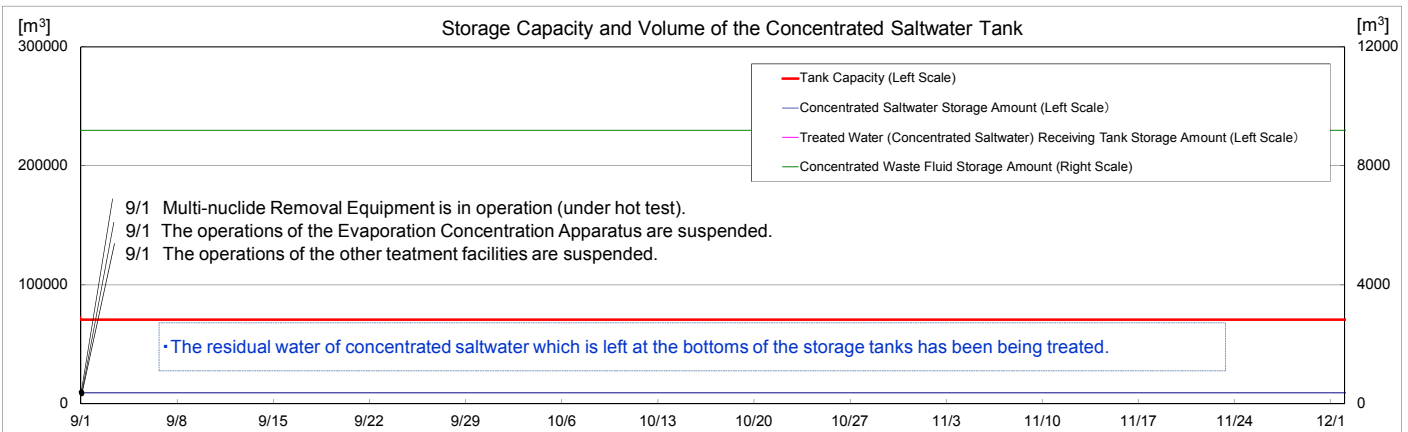 Storage Capacity and Volume of the Concentrated Saltwater Tank
[m³] [m³]
300000 12000
Tank Capacity (Left Scale)
Concentrated Saltwater Storage Amount (Left Scale）
Treated Water (Concentrated Saltwater) Receiving Tank Storage Amount (Left Scale）
Concentrated Waste Fluid Storage Amount (Right Scale)
200000 8000
9/1 Multi-nuclide Removal Equipment is in operation (under hot test).
9/1 The operations of the Evaporation Concentration Apparatus are suspended.
9/1 The operations of the other teatment facilities are suspended.
100000 4000
・The residual water of concentrated saltwater which is left at the bottoms of the storage tanks has been being treated.
0 0
9/1 9/8 9/15 9/22 9/29 10/6 10/13 10/20 10/27 11/3 11/10 11/17 11/24 12/1